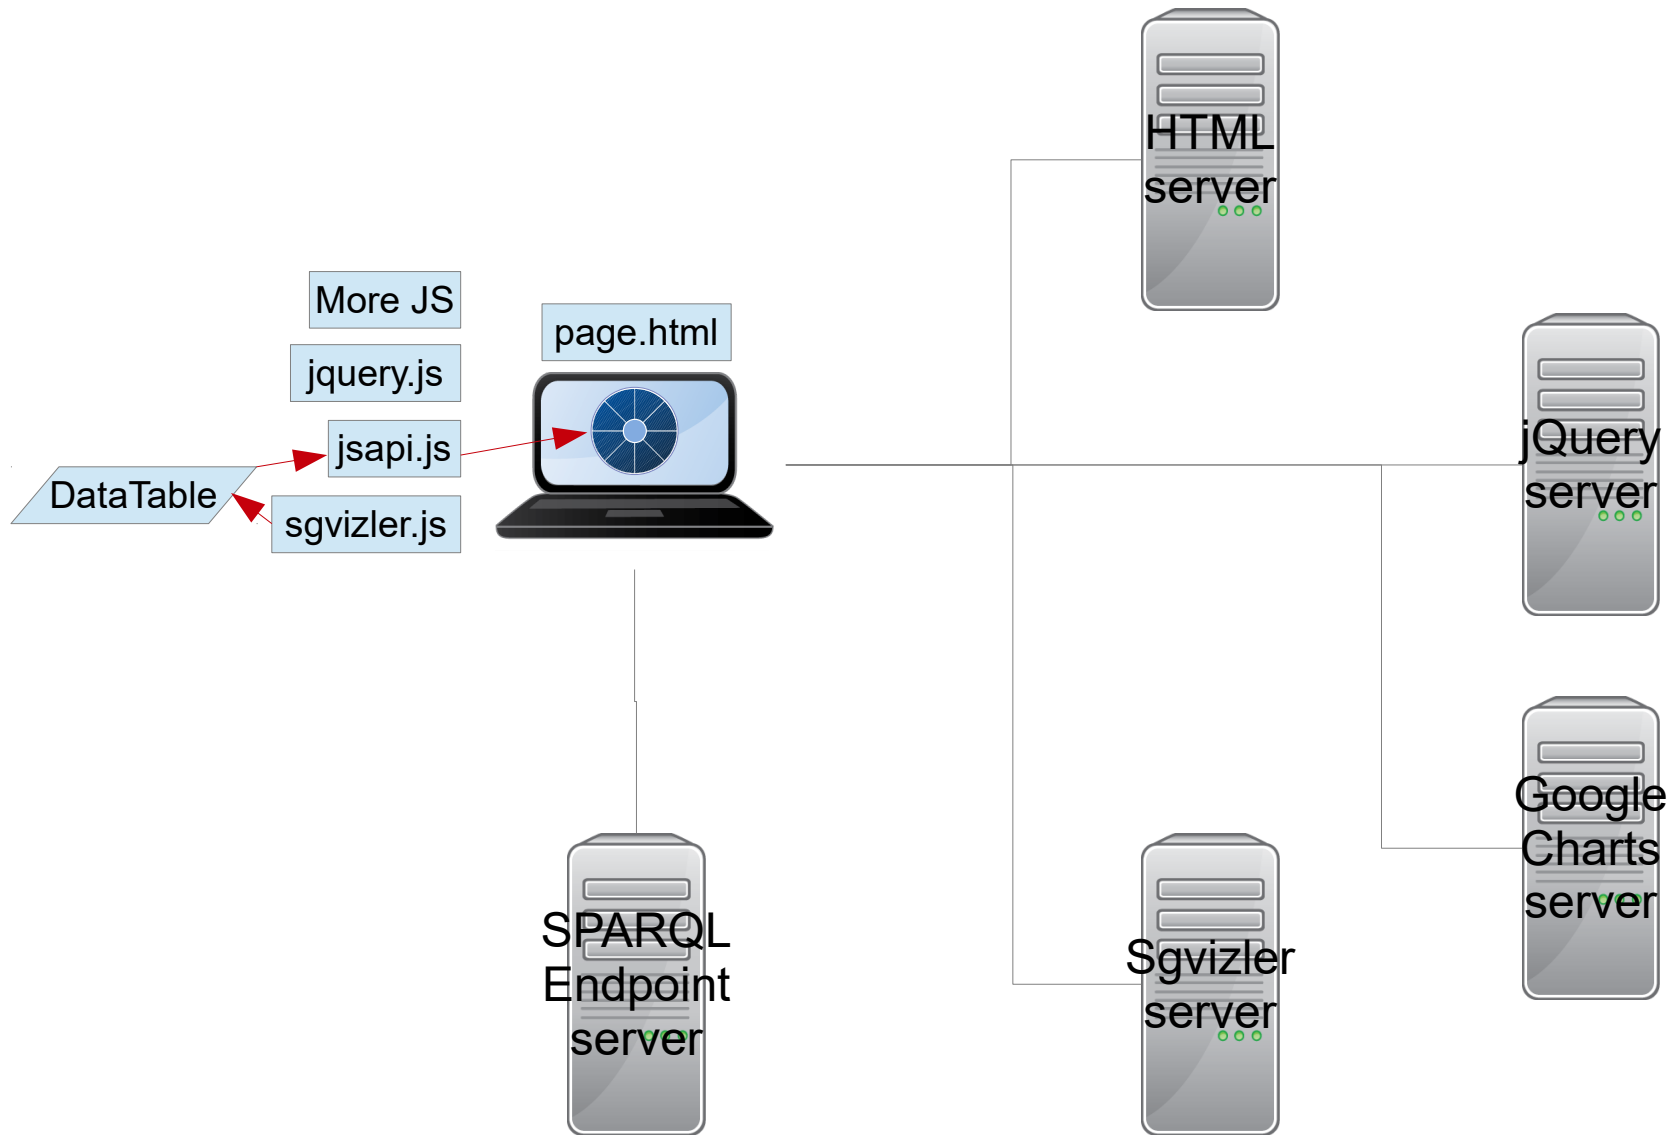 HTML
server
More JS
page.html
jquery.js
jsapi.js
DataTable
sgvizler.js
jQuery
server
Google
Charts
server
SPARQL
Endpoint
server
Sgvizler
server